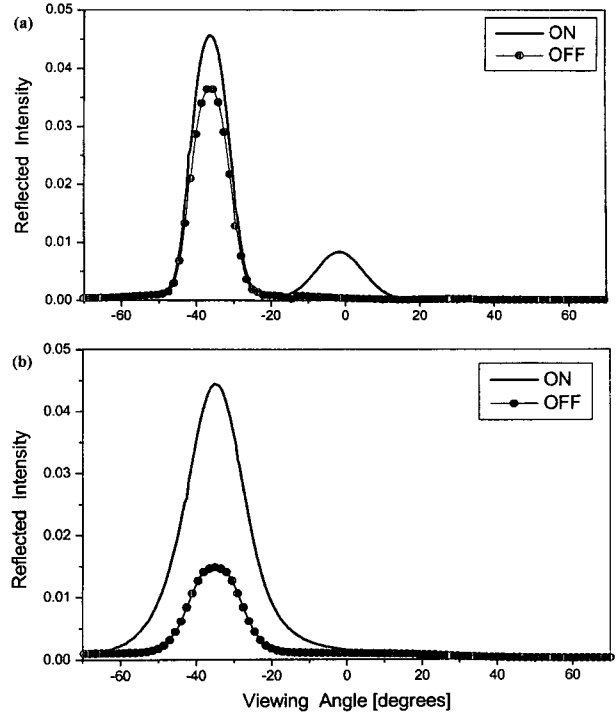 (a)
0.05
0.04
0.03
0.02
0.01
0.00
Reflected Intensity
ON
OFF
-60 -40 -20 0 20 40 60
(b)
0.05
0.04
0.03
0.02
0.01
0.00
Reflected Intensity
ON
OFF
-60 -40 -20 0 20 40 60
Viewing Angle [degrees]